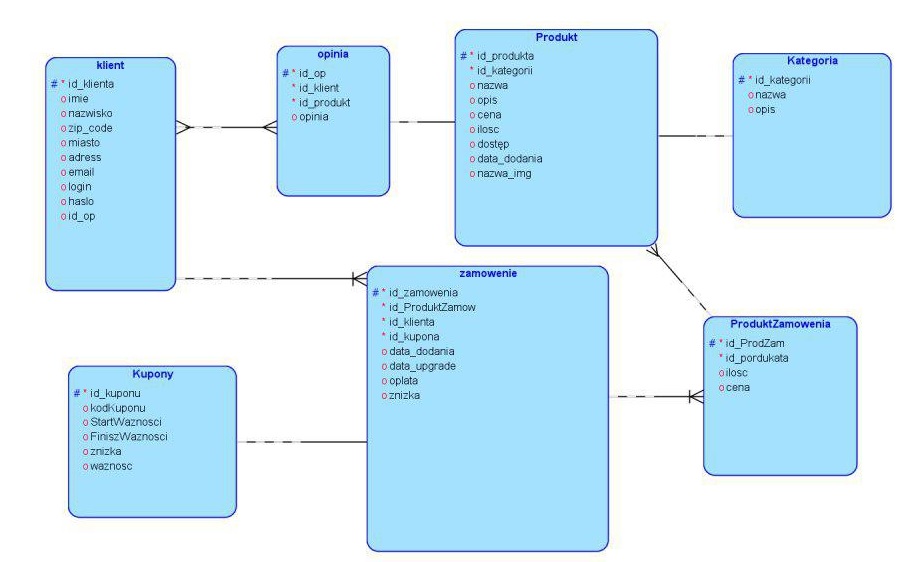 klient
# * id_klienta
o imie
o nazwisko
o zip_code
o miasto
o adress
o email
o login
o haslo
o id_op
opinia
# * id_op
* id_klient
* id_produkt
o opinia
Produkt
# * id_produkta
* id_kategorii
o nazwa
o opis
o cena
o ilosc
o dostęp
o data_dodania
o nazwa_img
Kategoria
# * id_kategorii
o nazwa
o opis
zamowenie
# * id_zamowenia
* id_ProduktZamow
* id_klienta
* id_kupona
o data_dodania
o data_upgrade
o oplata
o znizka
ProduktZamowenia
# * id_ProdZam
* id_pordukata
o ilosc
o cena
Kupony
# * id_kuponu
o kodKuponu
o StartWaznosci
o FiniszWaznosci
o znizka
o waznosc